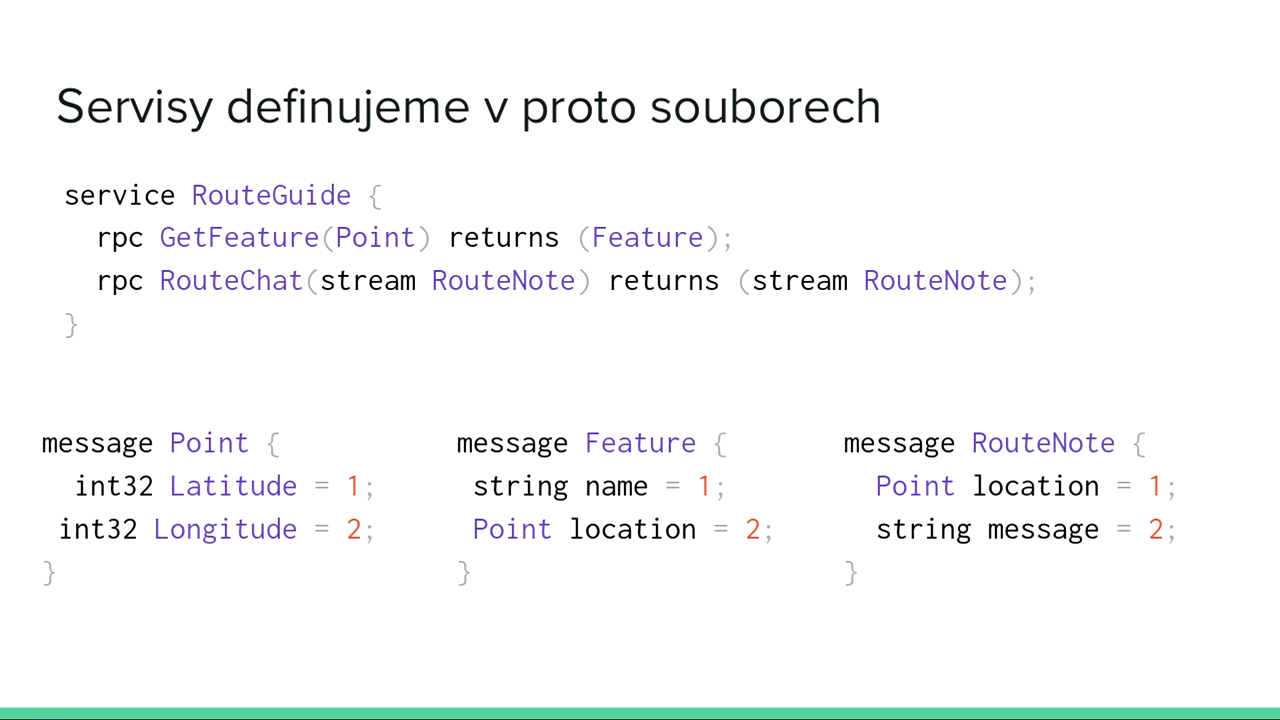 Servisy definujeme v proto souborech
service RouteGuide {
rpc GetFeature(Point) returns (Feature);
rpc RouteChat(stream RouteNote) returns (stream RouteNote);
}
message Point {
int32 Latitude = 1;
int32 Longitude = 2;
}
message Feature {
string name = 1;
Point location = 2;
}
message RouteNote {
Point location = 1;
string message = 2;
}